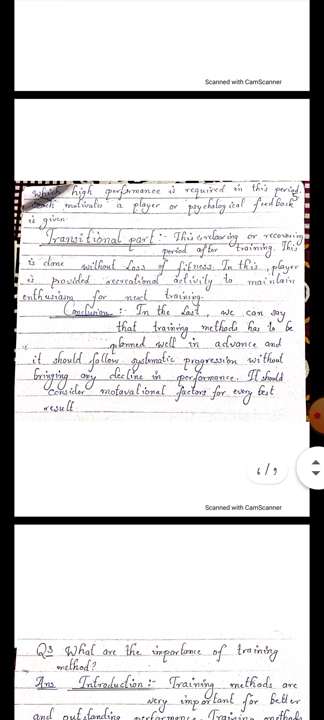 Scanned with CamScanner
which high performance is required in this period.
Coach motivates a player or psychological feedback
is given.
Transitional part :- This is relaxing or recovering
period after training. This
is done without Loss of fitness. In this, player
is provided recreational activity to maintain
enthusiasm for next training.
Conclusion :- In the Last, we can say
that training methods has to be
planned well in advance and
it should follow systematic progression without
bringing any decline in performance. It should
consider motavational factors for every best
result.
6 / 9
Scanned with CamScanner
Q3 What are the importance of training
method?
Ans Introduction :- Training methods are
very important for better
and outstanding performance. Training methods